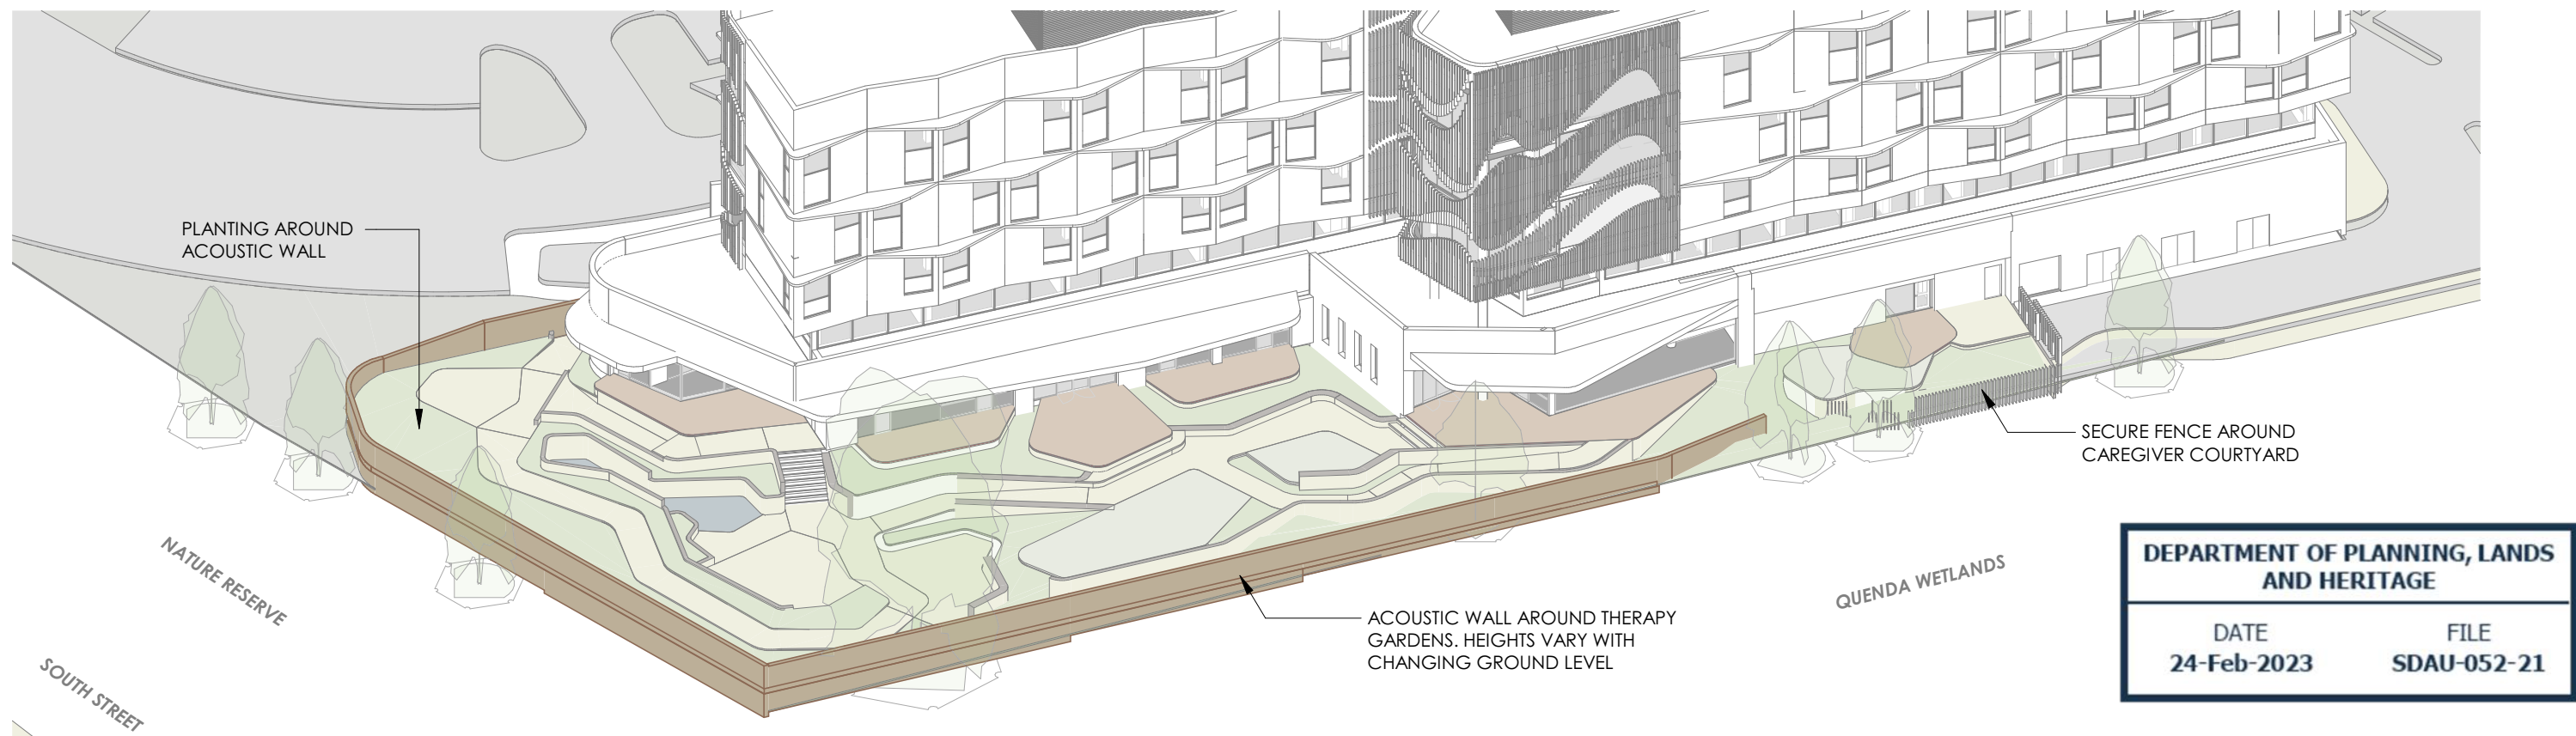 PLANTING AROUND
ACOUSTIC WALL
SECURE FENCE AROUND
CAREGIVER COURTYARD
NATURE RESERVE
SOUTH STREET
ACOUSTIC WALL AROUND THERAPY
GARDENS. HEIGHTS VARY WITH
CHANGING GROUND LEVEL
QUENDA WETLANDS
DEPARTMENT OF PLANNING, LANDS
AND HERITAGE
DATE FILE
24-Feb-2023 SDAU-052-21